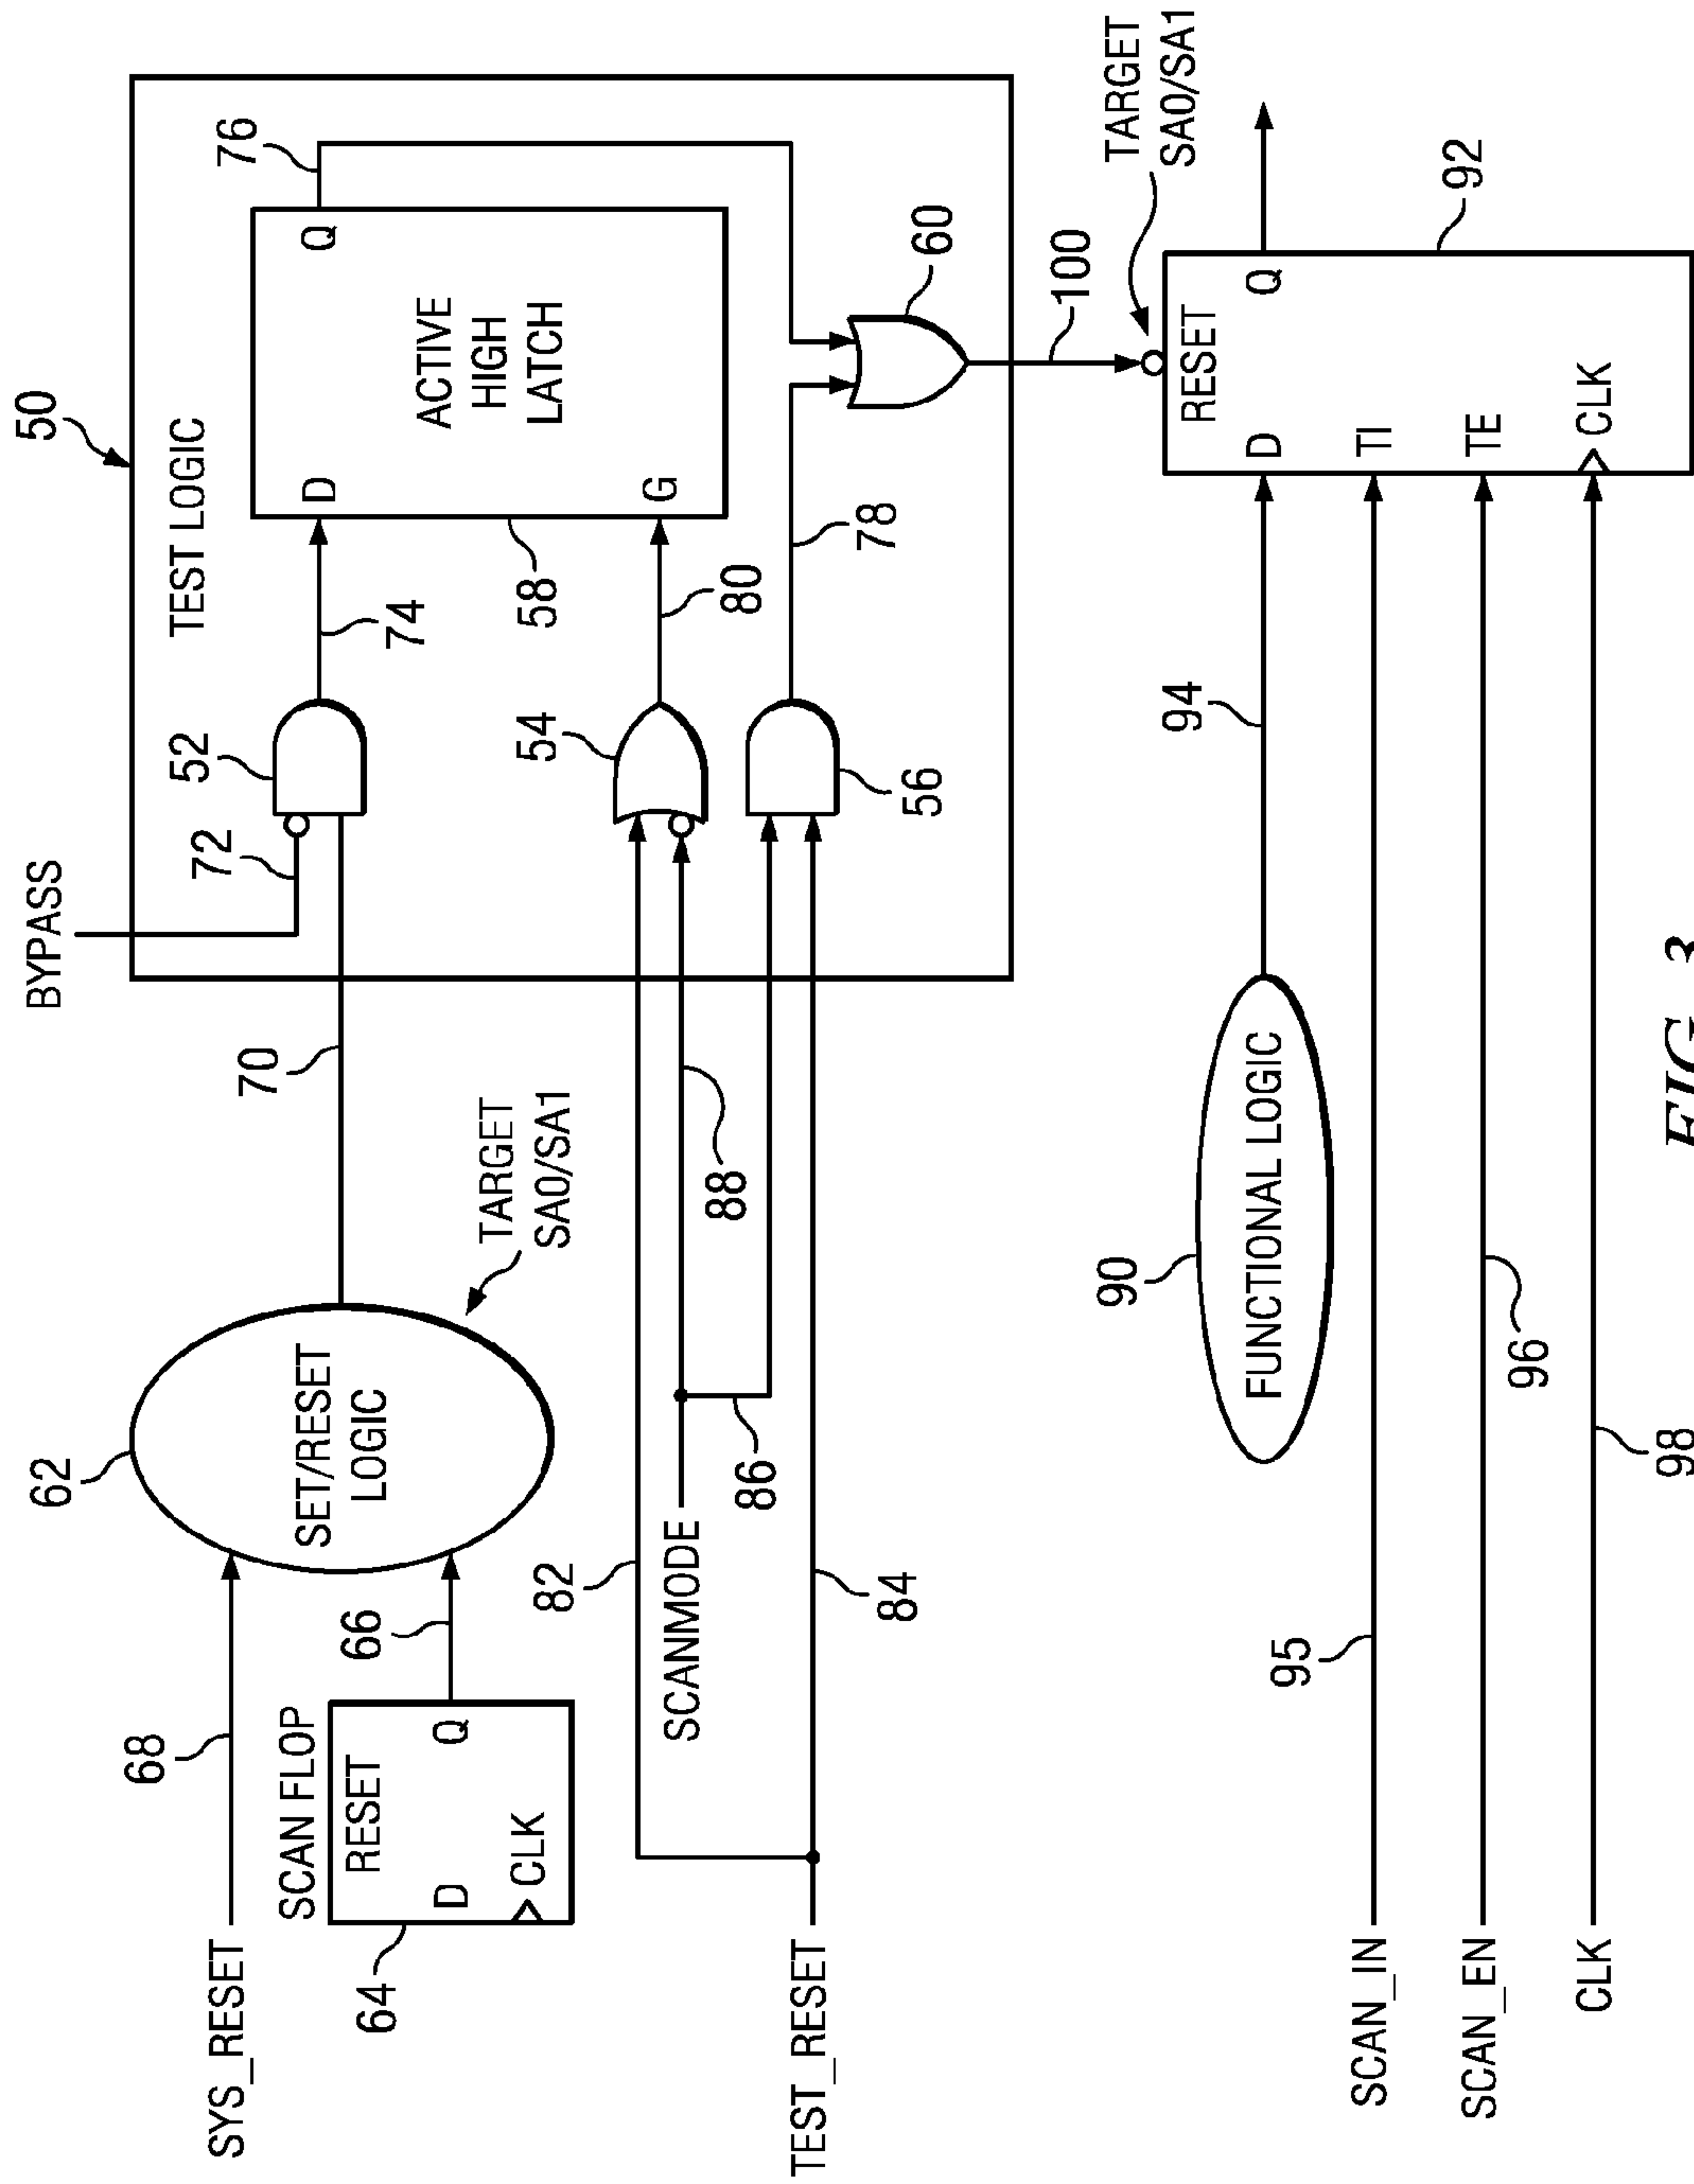 50
TEST LOGIC
BYPASS
72
52
74
D
Q
76
ACTIVE
HIGH
LATCH
G
58
54
80
56
78
60
100
TARGET
SA0/SA1
62
SET/RESET
LOGIC
70
TARGET
SA0/SA1
SYS_RESET
68
SCAN FLOP
RESET
D
Q
CLK
64
66
82
SCANMODE
88
86
84
TEST_RESET
90
FUNCTIONAL LOGIC
94
RESET
D
Q
TI
TE
CLK
92
SCAN_IN
95
SCAN_EN
96
CLK
98
FIG. 3